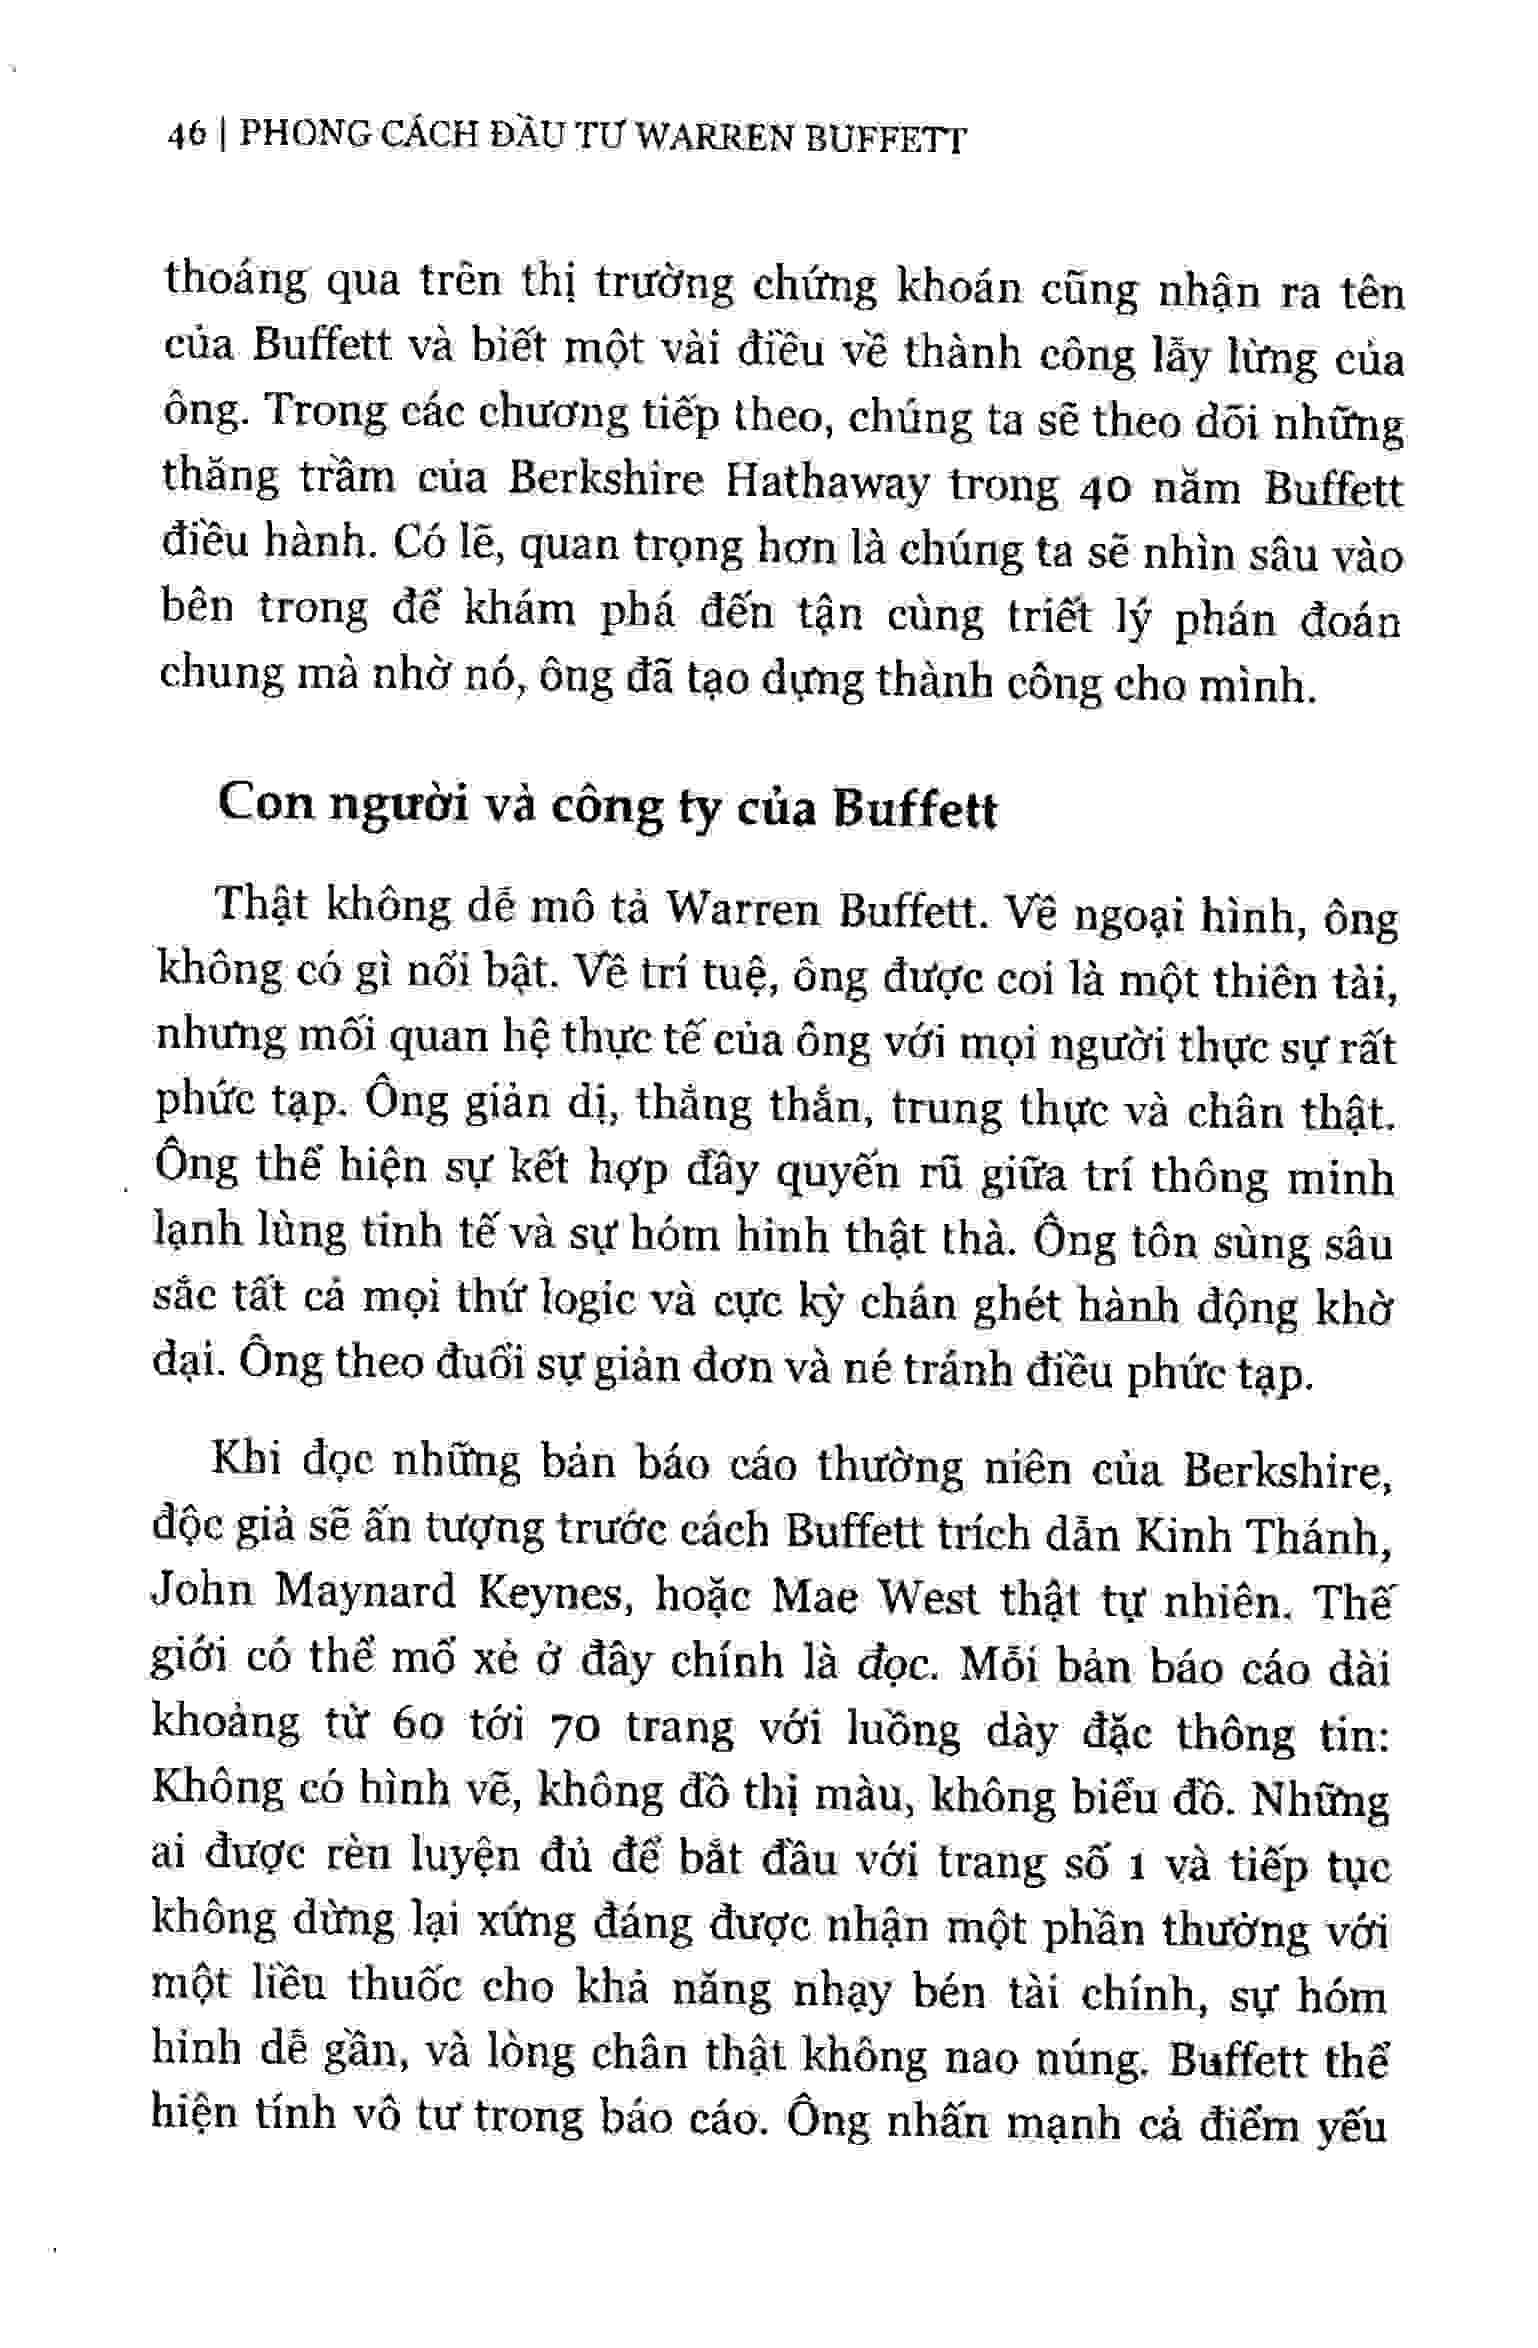 46 | PHONG CÁCH ĐẦU TƯ WARREN BUFFETT
thoáng qua trên thị trường chứng khoán cũng nhận ra tên
của Buffett và biết một vài điều về thành công lẫy lừng của
ông. Trong các chương tiếp theo, chúng ta sẽ theo dõi những
thăng trầm của Berkshire Hathaway trong 40 năm Buffett
điều hành. Có lẽ, quan trọng hơn là chúng ta sẽ nhìn sâu vào
bên trong để khám phá đến tận cùng triết lý phán đoán
chung mà nhờ nó, ông đã tạo dựng thành công cho mình.
Con người và công ty của Buffett
Thật không dễ mô tả Warren Buffett. Về ngoại hình, ông
không có gì nổi bật. Về trí tuệ, ông được coi là một thiên tài,
nhưng mối quan hệ thực tế của ông với mọi người thực sự rất
phức tạp. Ông giản dị, thẳng thắn, trung thực và chân thật.
Ông thể hiện sự kết hợp đầy quyến rũ giữa trí thông minh
lạnh lùng tinh tế và sự hóm hỉnh thật thà. Ông tôn sùng sâu
sắc tất cả mọi thứ logic và cực kỳ chán ghét hành động khờ
dại. Ông theo đuổi sự giản đơn và né tránh điều phức tạp.
Khi đọc những bản báo cáo thường niên của Berkshire,
độc giả sẽ ấn tượng trước cách Buffett trích dẫn Kinh Thánh,
John Maynard Keynes, hoặc Mae West thật tự nhiên. Thế
giới có thể mổ xẻ ở đây chính là đọc. Mỗi bản báo cáo dài
khoảng từ 60 tới 70 trang với luồng dày đặc thông tin:
Không có hình vẽ, không đồ thị màu, không biểu đồ. Những
ai được rèn luyện đủ để bắt đầu với trang số 1 và tiếp tục
không dừng lại xứng đáng được nhận một phần thưởng với
một liều thuốc cho khả năng nhạy bén tài chính, sự hóm
hỉnh dễ gần, và lòng chân thật không nao núng. Buffett thể
hiện tính vô tư trong báo cáo. Ông nhấn mạnh cả điểm yếu